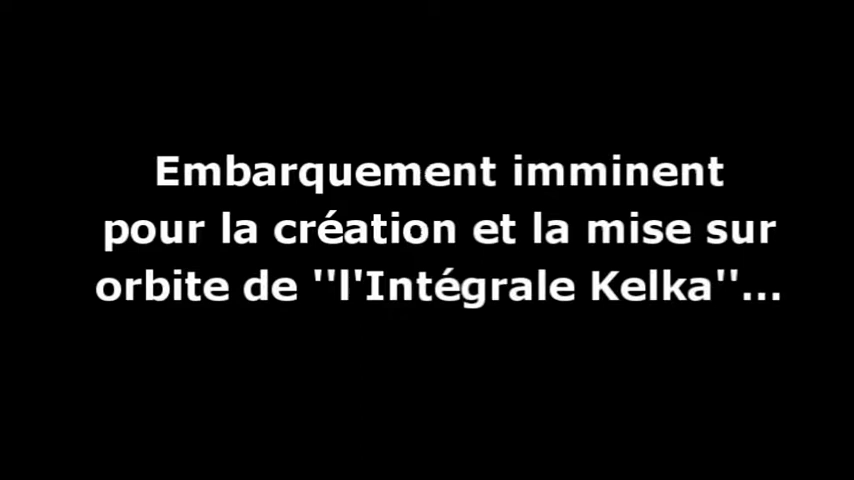 Embarquement imminent
pour la création et la mise sur
orbite de ''l'Intégrale Kelka''...